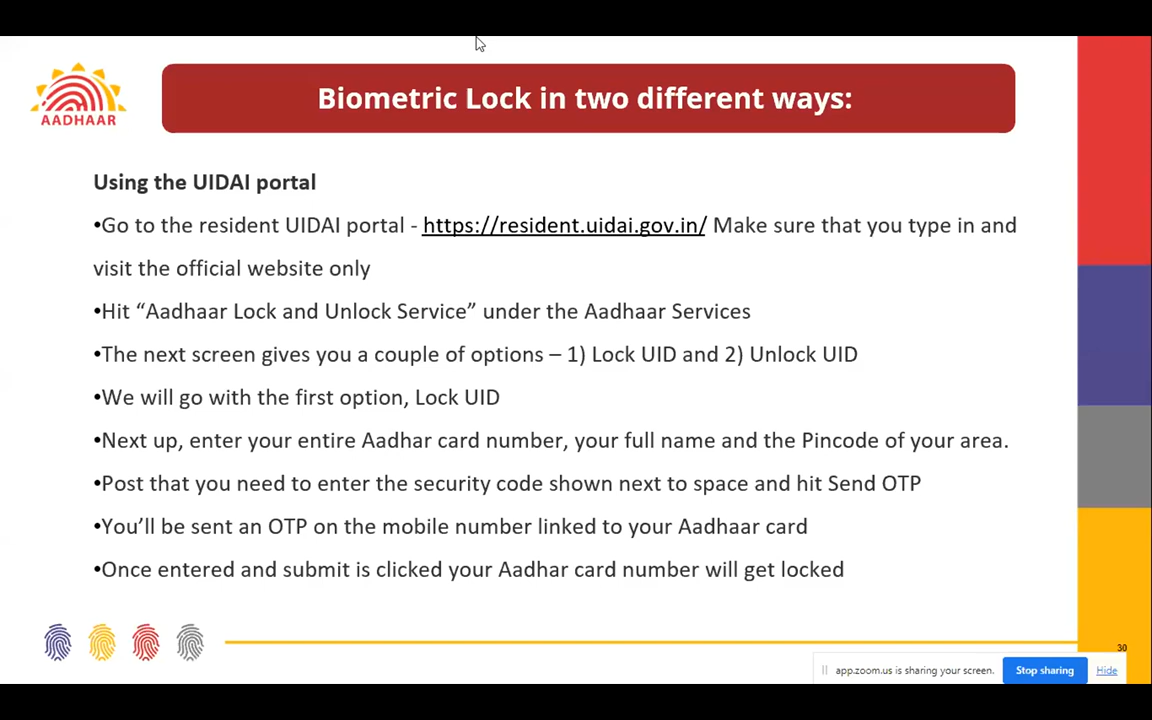 AADHAAR
Biometric Lock in two different ways:
Using the UIDAI portal
•Go to the resident UIDAI portal - https://resident.uidai.gov.in/ Make sure that you type in and
visit the official website only
•Hit “Aadhaar Lock and Unlock Service” under the Aadhaar Services
•The next screen gives you a couple of options – 1) Lock UID and 2) Unlock UID
•We will go with the first option, Lock UID
•Next up, enter your entire Aadhar card number, your full name and the Pincode of your area.
•Post that you need to enter the security code shown next to space and hit Send OTP
•You’ll be sent an OTP on the mobile number linked to your Aadhaar card
•Once entered and submit is clicked your Aadhar card number will get locked
30
app.zoom.us is sharing your screen. Stop sharing Hide